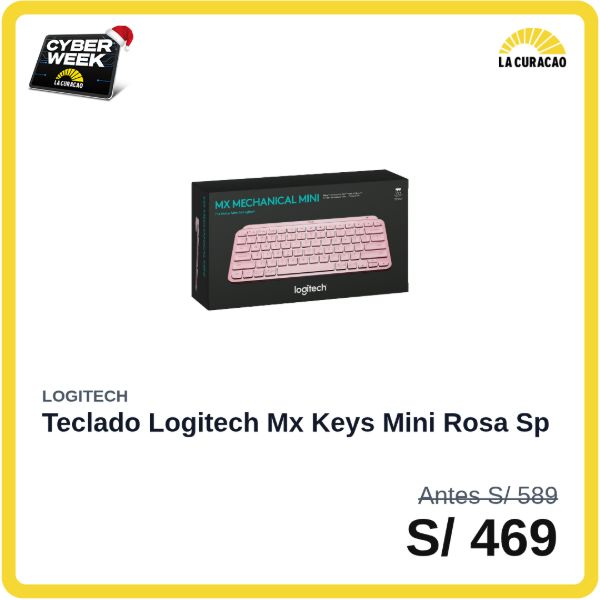 CYBER
WEEK
LA CURACAO
LA CURACAO
MX MECHANICAL MINI
logitech
LOGITECH
Teclado Logitech Mx Keys Mini Rosa Sp
Antes S/ 589
S/ 469